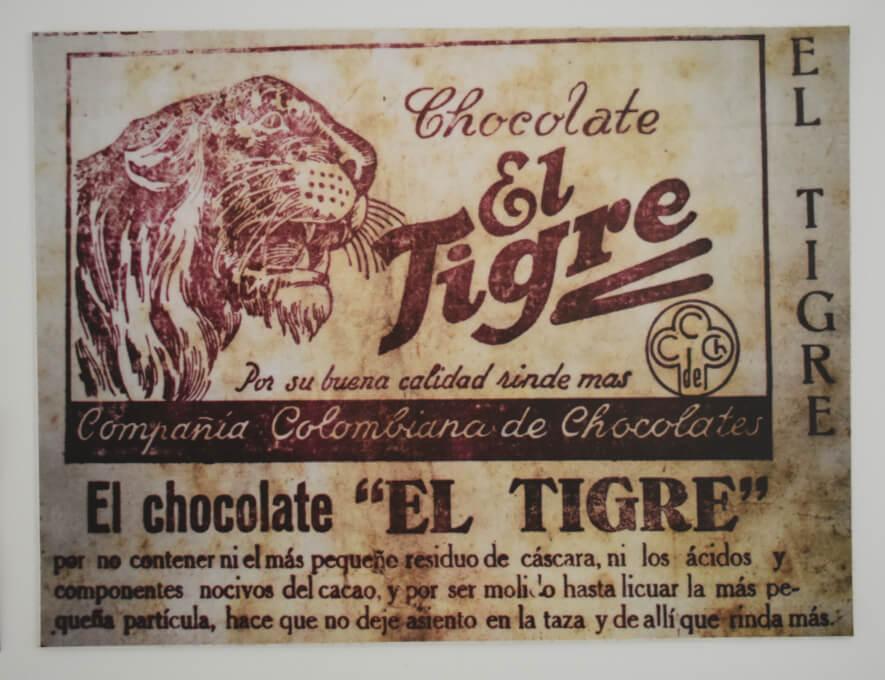 Chocolate
El
Tigre
Por su buena calidad rinde mas
C C Ch
de
Compañia Colombiana de Chocolates
EL TIGRE
El chocolate “EL TIGRE”
por no contener ni el más pequeño residuo de cáscara, ni los ácidos y
componentes nocivos del cacao, y por ser molido hasta licuar la más pe-
queña partícula, hace que no deje asiento en la taza y de allí que rinda más.